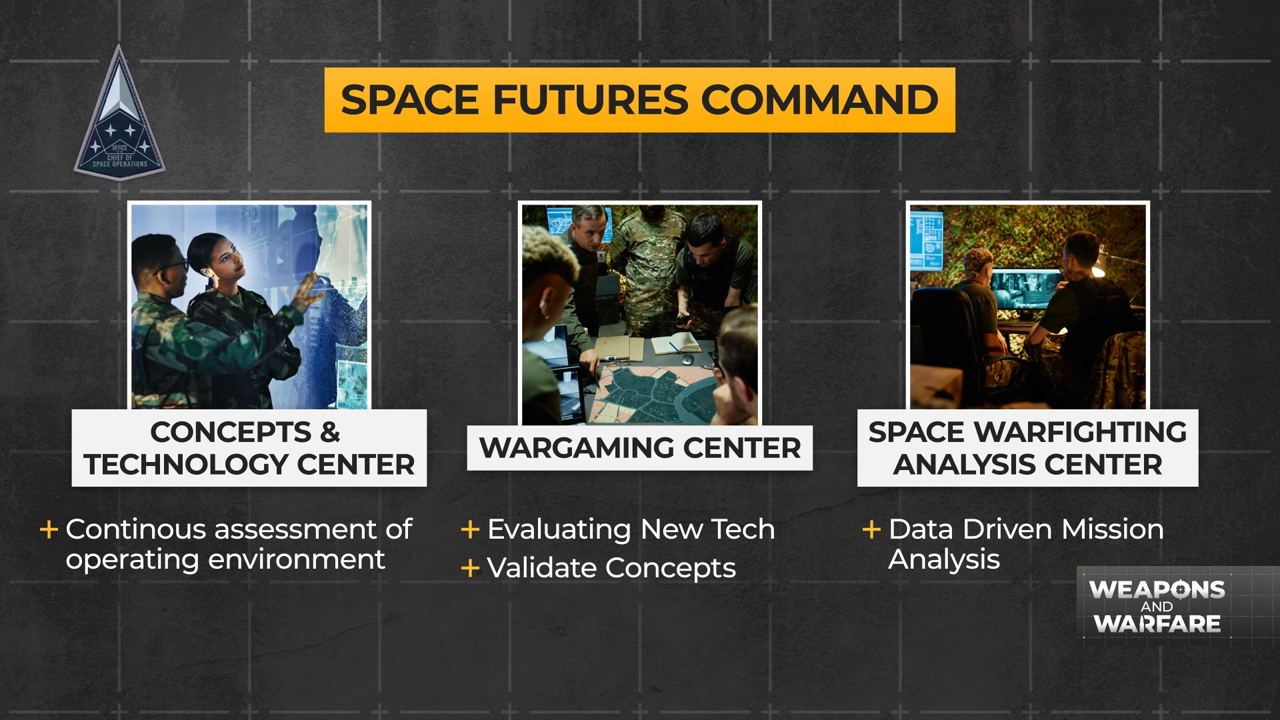 SPACE FUTURES COMMAND
OFFICE
CHIEF OF
SPACE OPERATIONS
CONCEPTS &
TECHNOLOGY CENTER
+ Continous assessment of
operating environment
WARGAMING CENTER
+ Evaluating New Tech
+ Validate Concepts
SPACE WARFIGHTING
ANALYSIS CENTER
+ Data Driven Mission
Analysis
WEAPONS
AND
WARFARE